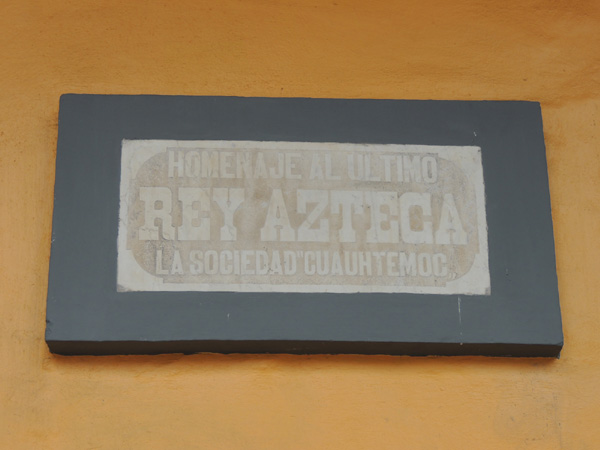 HOMENAJE AL ULTIMO
REY AZTECA
LA SOCIEDAD "CUAUHTEMOC"